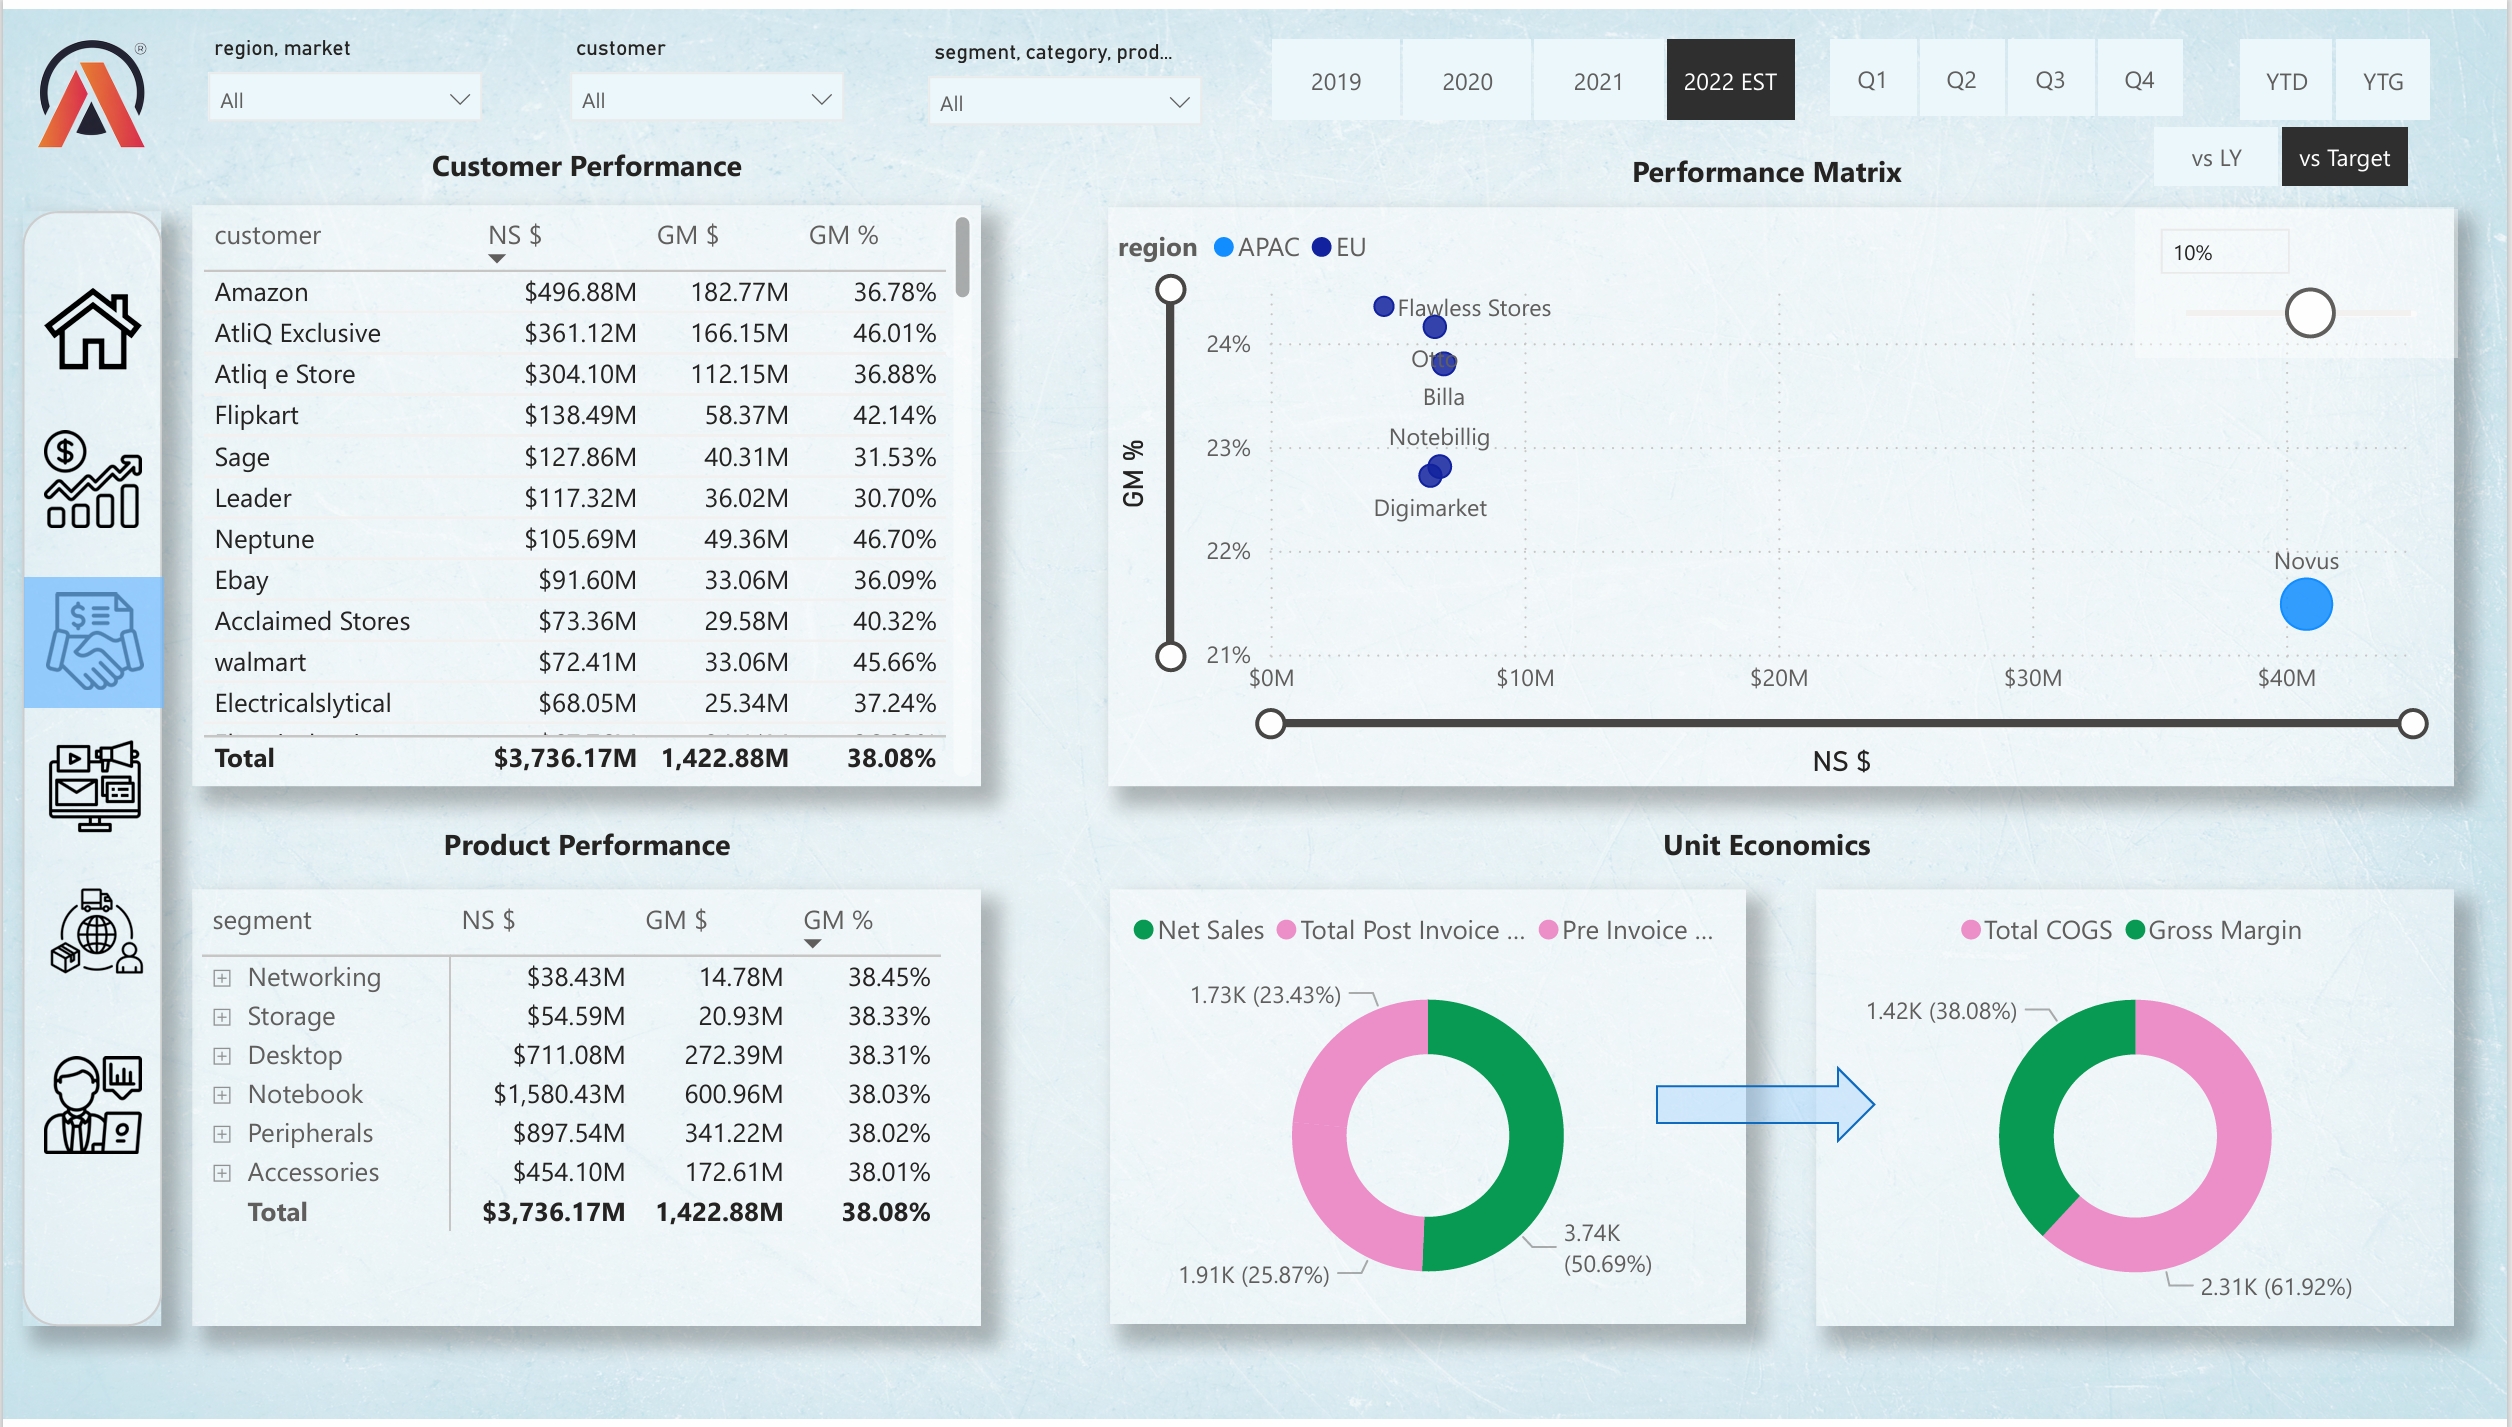 region, market
customer
segment, category, prod...
All
All
All
2019
2020
2021
2022 EST
Q1
Q2
Q3
Q4
YTD
YTG
vs LY
vs Target
®
Customer Performance
customer NS $ GM $ GM %
Amazon $496.88M 182.77M 36.78%
AtliQ Exclusive $361.12M 166.15M 46.01%
Atliq e Store $304.10M 112.15M 36.88%
Flipkart $138.49M 58.37M 42.14%
Sage $127.86M 40.31M 31.53%
Leader $117.32M 36.02M 30.70%
Neptune $105.69M 49.36M 46.70%
Ebay $91.60M 33.06M 36.09%
Acclaimed Stores $73.36M 29.58M 40.32%
walmart $72.41M 33.06M 45.66%
Electricalslytical $68.05M 25.34M 37.24%
Total $3,736.17M 1,422.88M 38.08%
Performance Matrix
region APAC EU
10%
Flawless Stores
Otto
Billa
Notebillig
Digimarket
Novus
GM %
24%
23%
22%
21%
$0M $10M $20M $30M $40M
NS $
Product Performance
segment NS $ GM $ GM %
Networking $38.43M 14.78M 38.45%
Storage $54.59M 20.93M 38.33%
Desktop $711.08M 272.39M 38.31%
Notebook $1,580.43M 600.96M 38.03%
Peripherals $897.54M 341.22M 38.02%
Accessories $454.10M 172.61M 38.01%
Total $3,736.17M 1,422.88M 38.08%
Unit Economics
Net Sales Total Post Invoice ... Pre Invoice ...
1.73K (23.43%)
3.74K
(50.69%)
1.91K (25.87%)
Total COGS Gross Margin
1.42K (38.08%)
2.31K (61.92%)